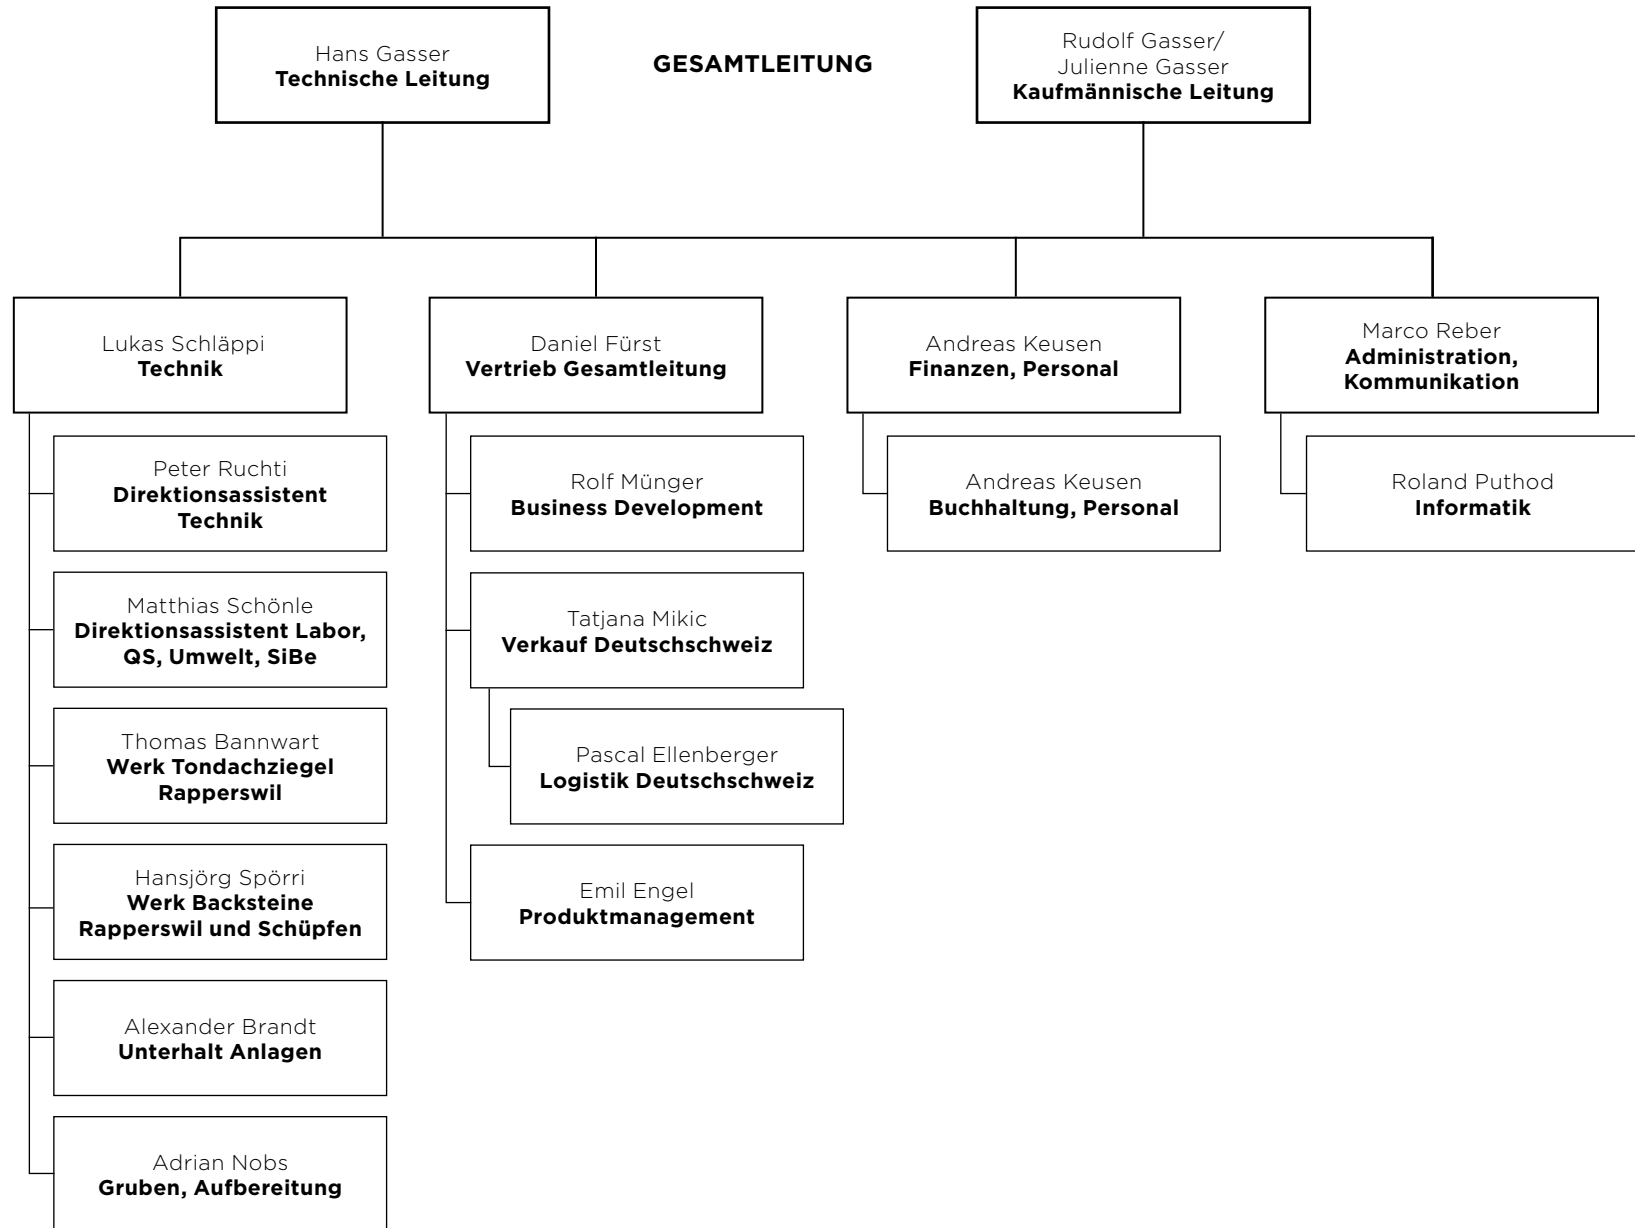 Hans Gasser
Technische Leitung
GESAMTLEITUNG
Rudolf Gasser/
Julienne Gasser
Kaufmännische Leitung
Lukas Schläppi
Technik
Daniel Fürst
Vertrieb Gesamtleitung
Andreas Keusen
Finanzen, Personal
Marco Reber
Administration,
Kommunikation
Peter Ruchti
Direktionsassistent
Technik
Matthias Schönle
Direktionsassistent Labor,
QS, Umwelt, SiBe
Thomas Bannwart
Werk Tondachziegel
Rapperswil
Hansjörg Spörri
Werk Backsteine
Rapperswil und Schüpfen
Alexander Brandt
Unterhalt Anlagen
Adrian Nobs
Gruben, Aufbereitung
Rolf Münger
Business Development
Tatjana Mikic
Verkauf Deutschschweiz
Pascal Ellenberger
Logistik Deutschschweiz
Emil Engel
Produktmanagement
Andreas Keusen
Buchhaltung, Personal
Roland Puthod
Informatik